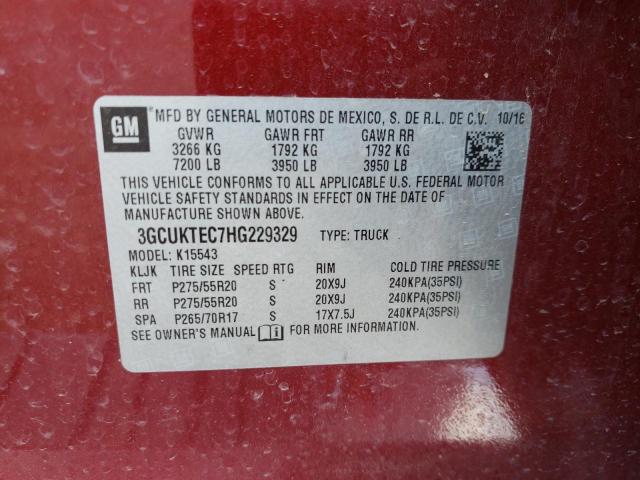 GM
MFD BY GENERAL MOTORS DE MEXICO, S. DE R.L. DE C.V. 10/16
GVWR GAWR FRT GAWR RR
3266 KG 1792 KG 1792 KG
7200 LB 3950 LB 3950 LB
THIS VEHICLE CONFORMS TO ALL APPLICABLE U.S. FEDERAL MOTOR
VEHICLE SAFETY STANDARDS IN EFFECT ON THE DATE OF
MANUFACTURE SHOWN ABOVE.
3GCUKTEC7HG229329 TYPE: TRUCK
MODEL: K15543
KLJK TIRE SIZE SPEED RTG RIM COLD TIRE PRESSURE
FRT P275/55R20 S 20X9J 240KPA(35PSI)
RR P275/55R20 S 20X9J 240KPA(35PSI)
SPA P265/70R17 S 17X7.5J 240KPA(35PSI)
SEE OWNER'S MANUAL FOR MORE INFORMATION.